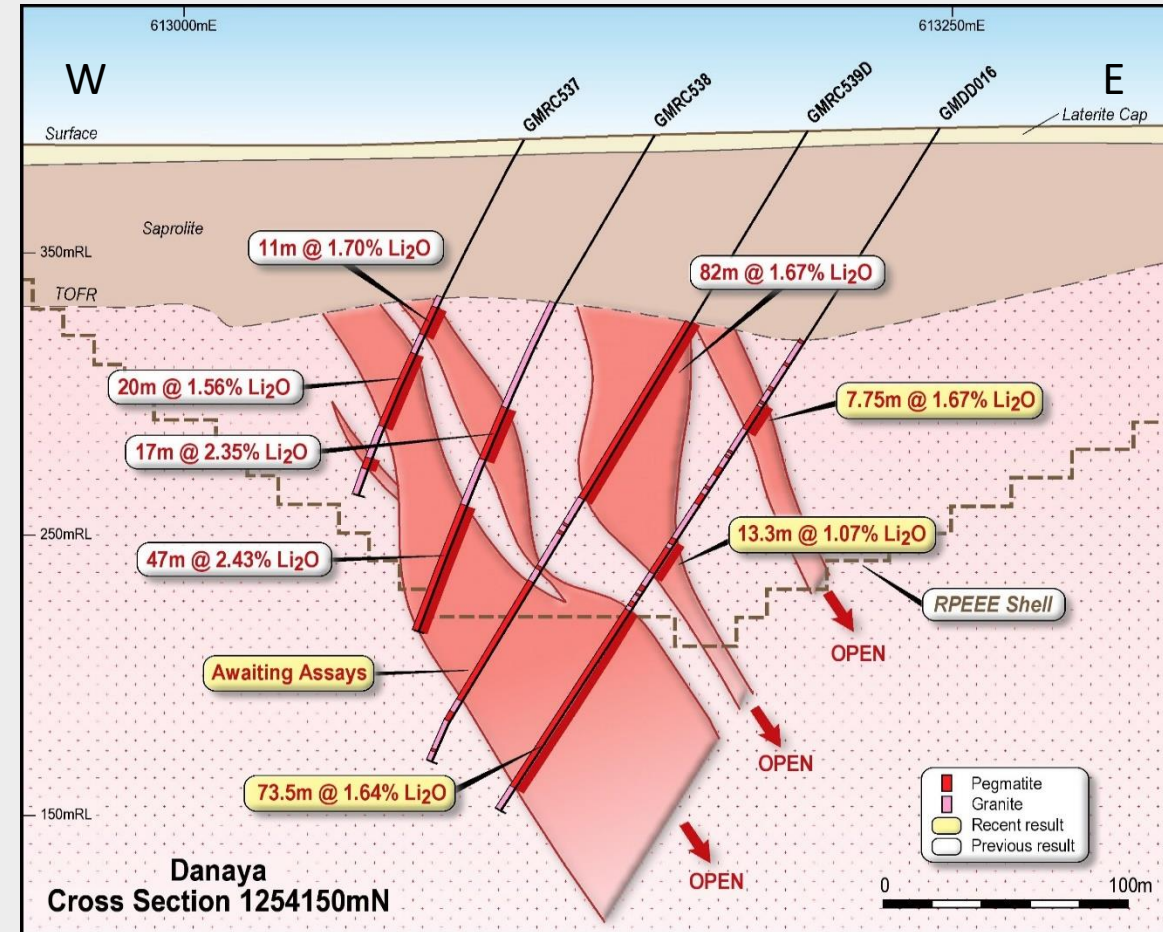 613000mE
613250mE
W
E
GMRC537
GMRC538
GMRC539D
GMDD016
Surface
Laterite Cap
Saprolite
11m @ 1.70% Li2O
350mRL
82m @ 1.67% Li2O
TOFR
20m @ 1.56% Li2O
7.75m @ 1.67% Li2O
17m @ 2.35% Li2O
250mRL
13.3m @ 1.07% Li2O
47m @ 2.43% Li2O
RPEEE Shell
OPEN
Awaiting Assays
OPEN
73.5m @ 1.64% Li2O
Pegmatite
Granite
Recent result
Previous result
150mRL
OPEN
Danaya
Cross Section 1254150mN
0 100m